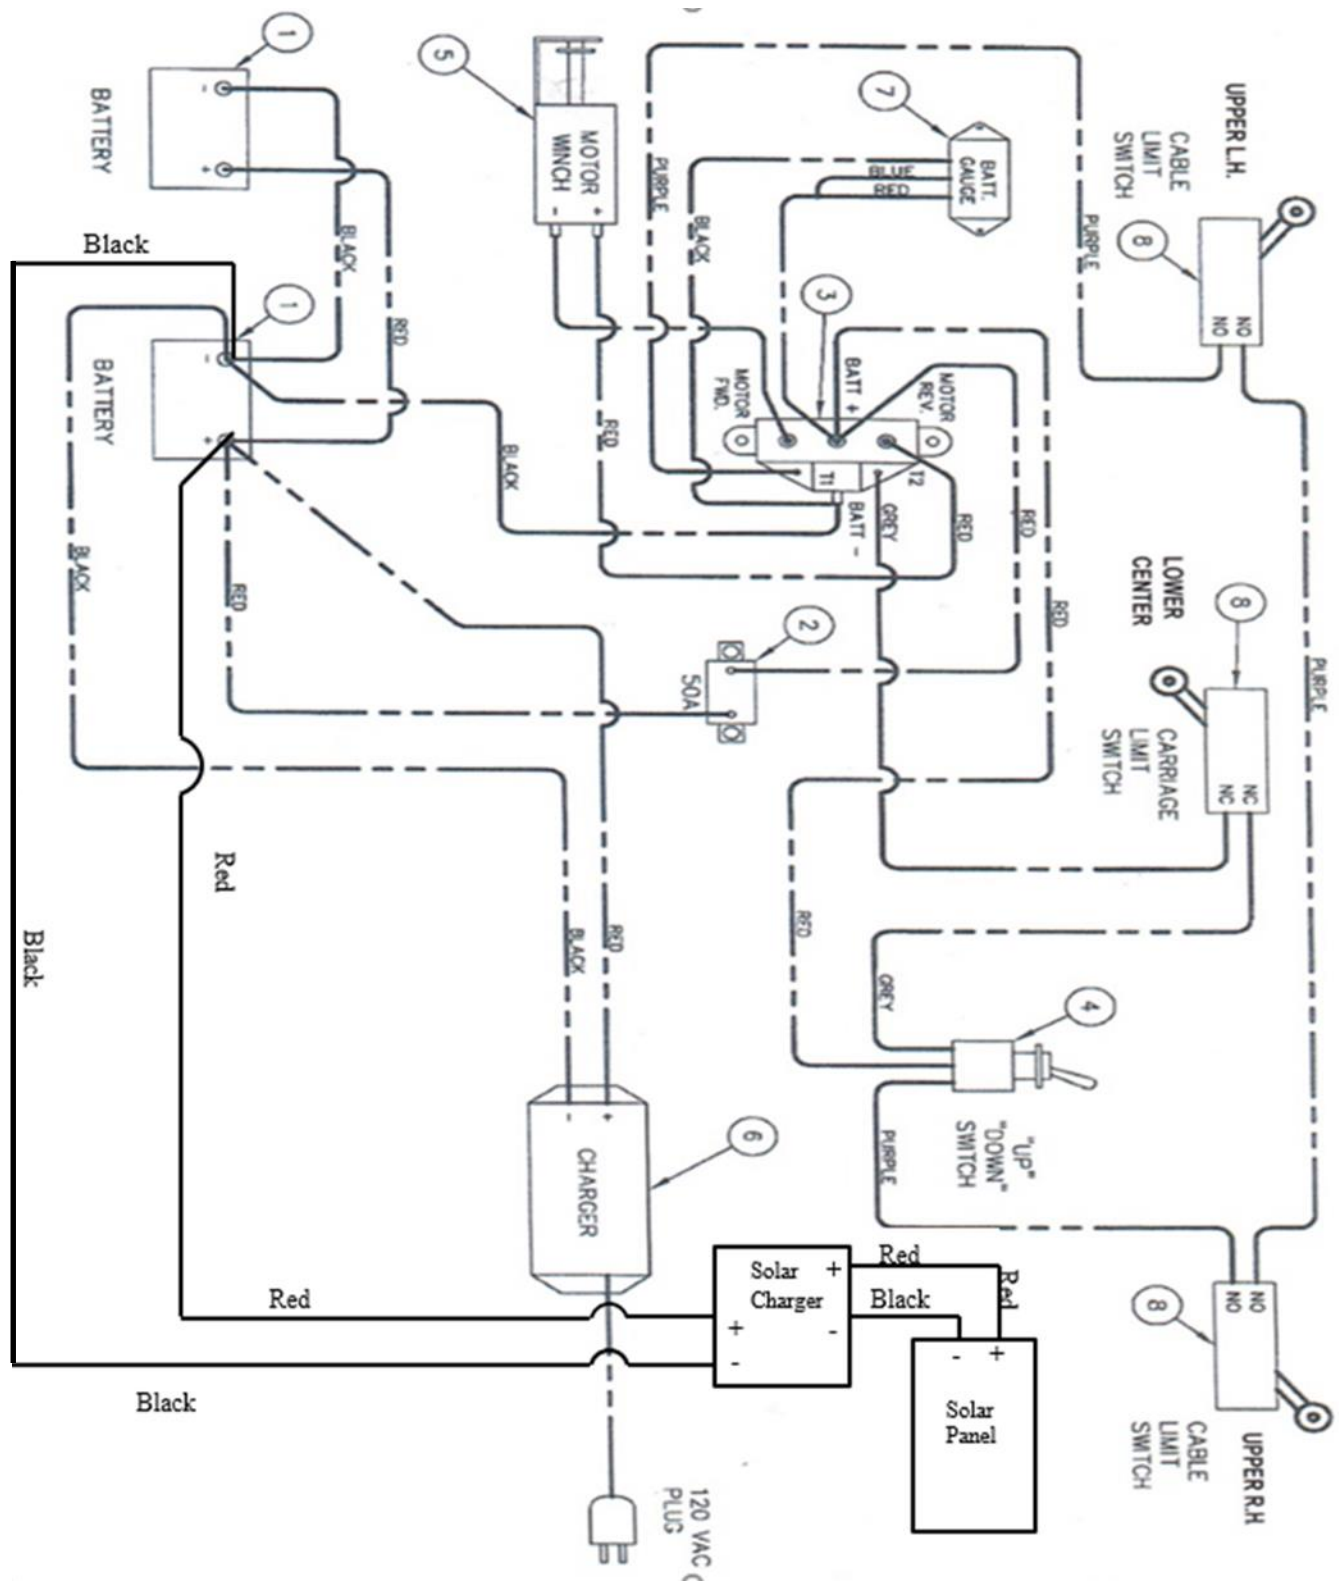 1
BATTERY
-
+
BLACK
RED
Black
1
BATTERY
-
+
BLACK
RED
BLACK
5
MOTOR
WINCH
-
+
RED
PURPLE
BLACK
7
BATT.
GAUGE
BLUE
RED
3
MOTOR
FWD.
BATT +
MOTOR
REV.
T1
T2
BATT -
GREY
RED
RED
RED
PURPLE
UPPER L.H.
CABLE
LIMIT
SWITCH
8
NO
NO
LOWER
CENTER
8
CARRIAGE
LIMIT
SWITCH
NC
NC
PURPLE
2
50A
RED
GREY
4
"UP"
"DOWN"
SWITCH
PURPLE
Red
Black
BLACK
RED
-
+
CHARGER
6
Red
Black
Solar
Charger
+
-
+
-
Red
Black
Red
-
+
Solar
Panel
8
NO
NO
CABLE
LIMIT
SWITCH
UPPER R.H
120 VAC
PLUG